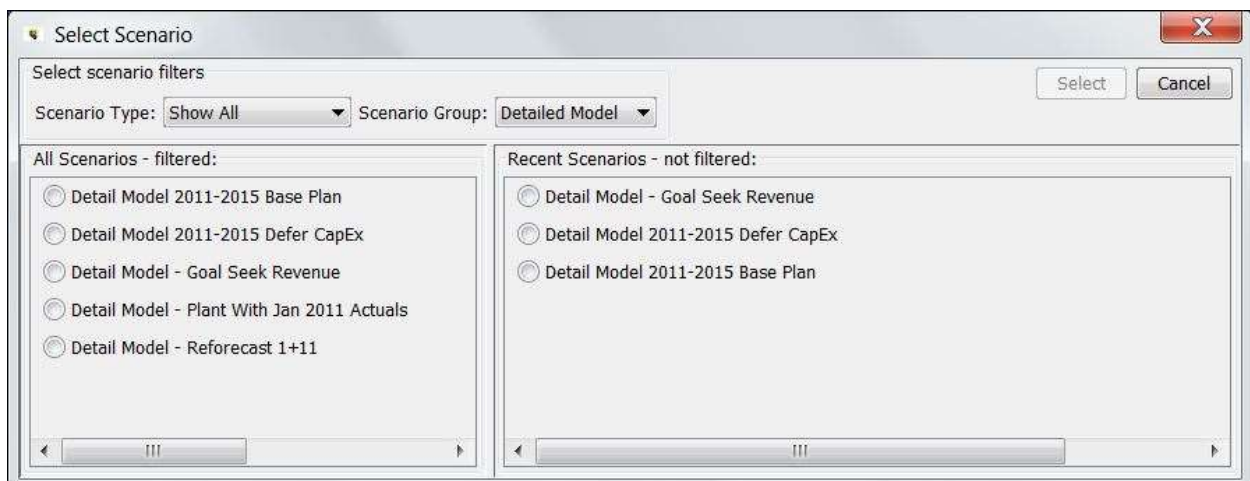 Select Scenario
Select scenario filters
Select Cancel
Scenario Type: Show All Scenario Group: Detailed Model
All Scenarios - filtered:
Detail Model 2011-2015 Base Plan
Detail Model 2011-2015 Defer CapEx
Detail Model - Goal Seek Revenue
Detail Model - Plant With Jan 2011 Actuals
Detail Model - Reforecast 1+11
Recent Scenarios - not filtered:
Detail Model - Goal Seek Revenue
Detail Model 2011-2015 Defer CapEx
Detail Model 2011-2015 Base Plan